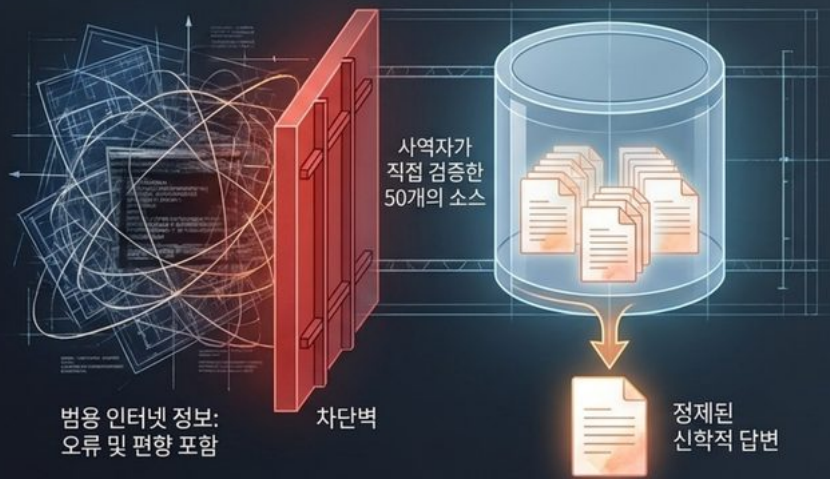 사역자가
직접 검증한
50개의 소스
범용 인터넷 정보:
오류 및 편향 포함
차단벽
정제된
신학적 답변